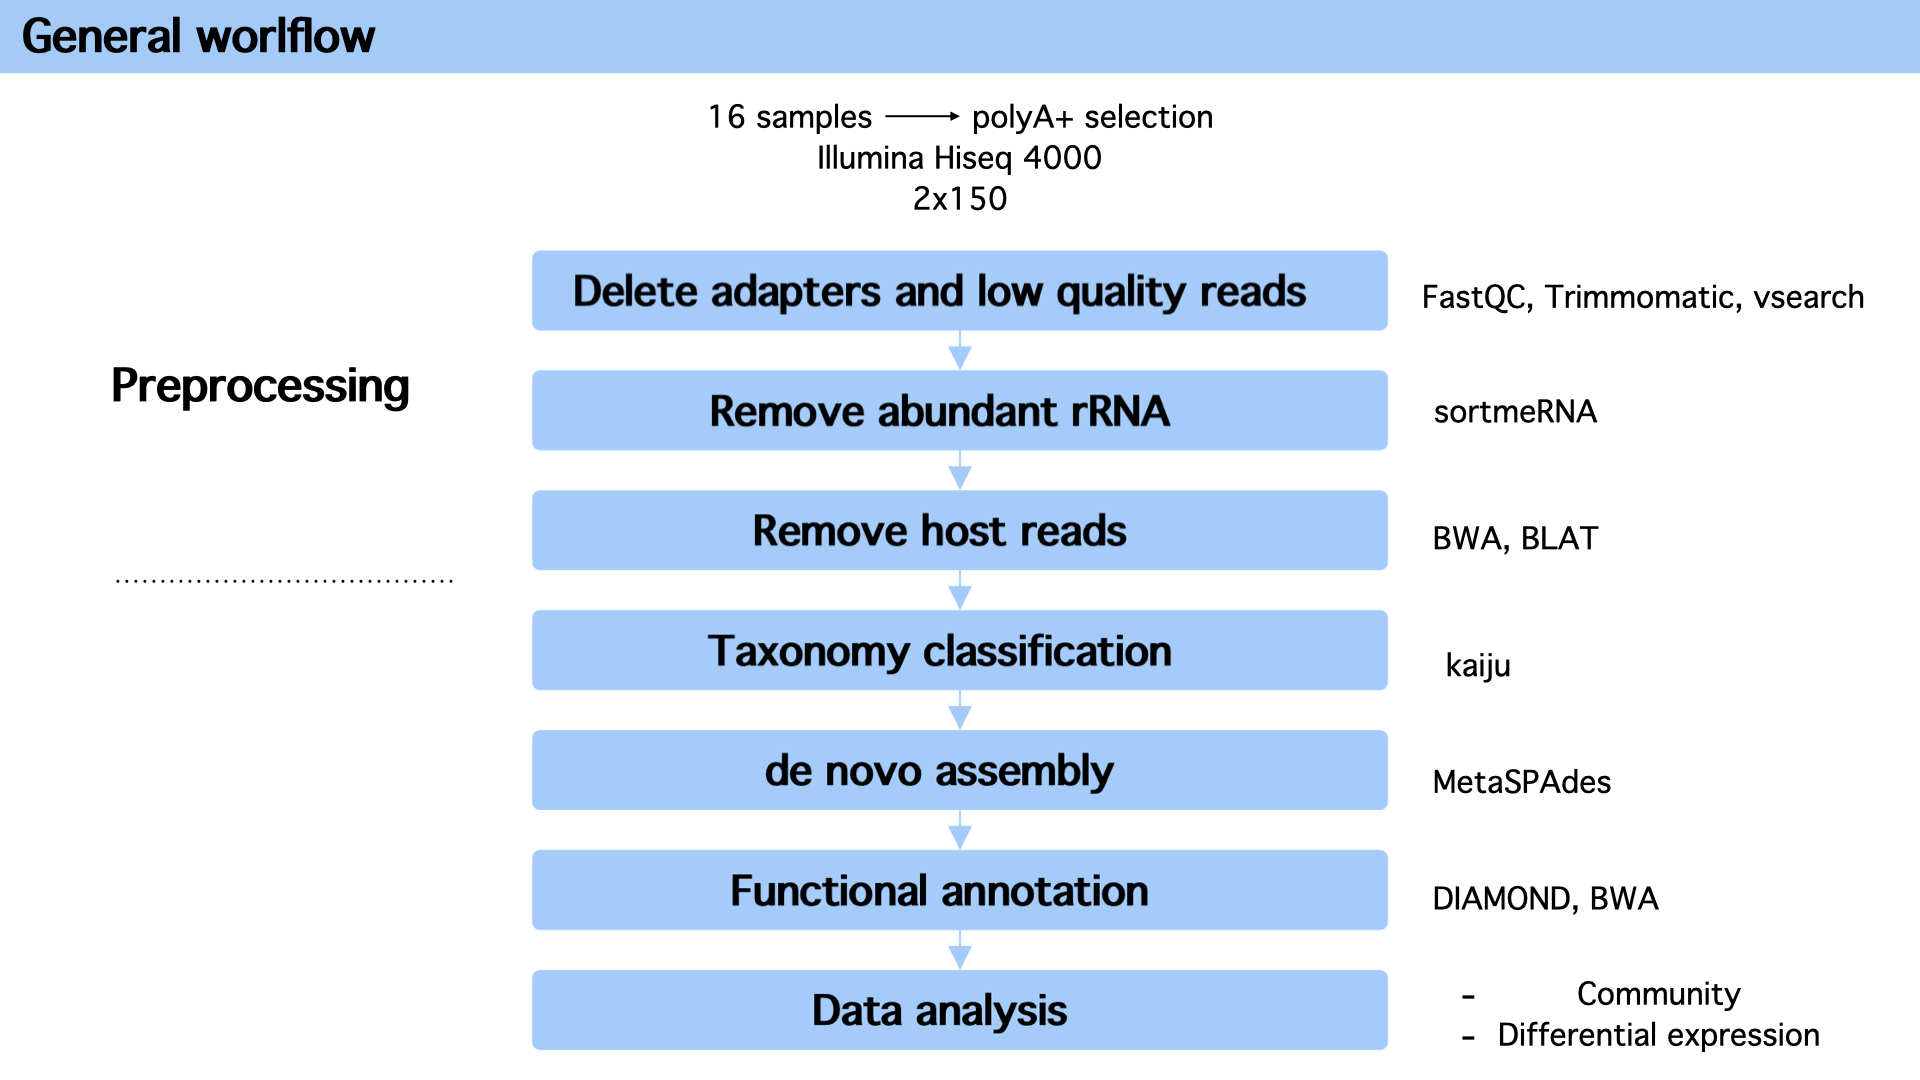 General worlflow
16 samples → polyA+ selection
Illumina Hiseq 4000
2x150
Delete adapters and low quality reads
FastQC, Trimmomatic, vsearch
Preprocessing
Remove abundant rRNA
sortmeRNA
Remove host reads
BWA, BLAT
Taxonomy classification
kaiju
de novo assembly
MetaSPAdes
Functional annotation
DIAMOND, BWA
Data analysis
- Community
- Differential expression